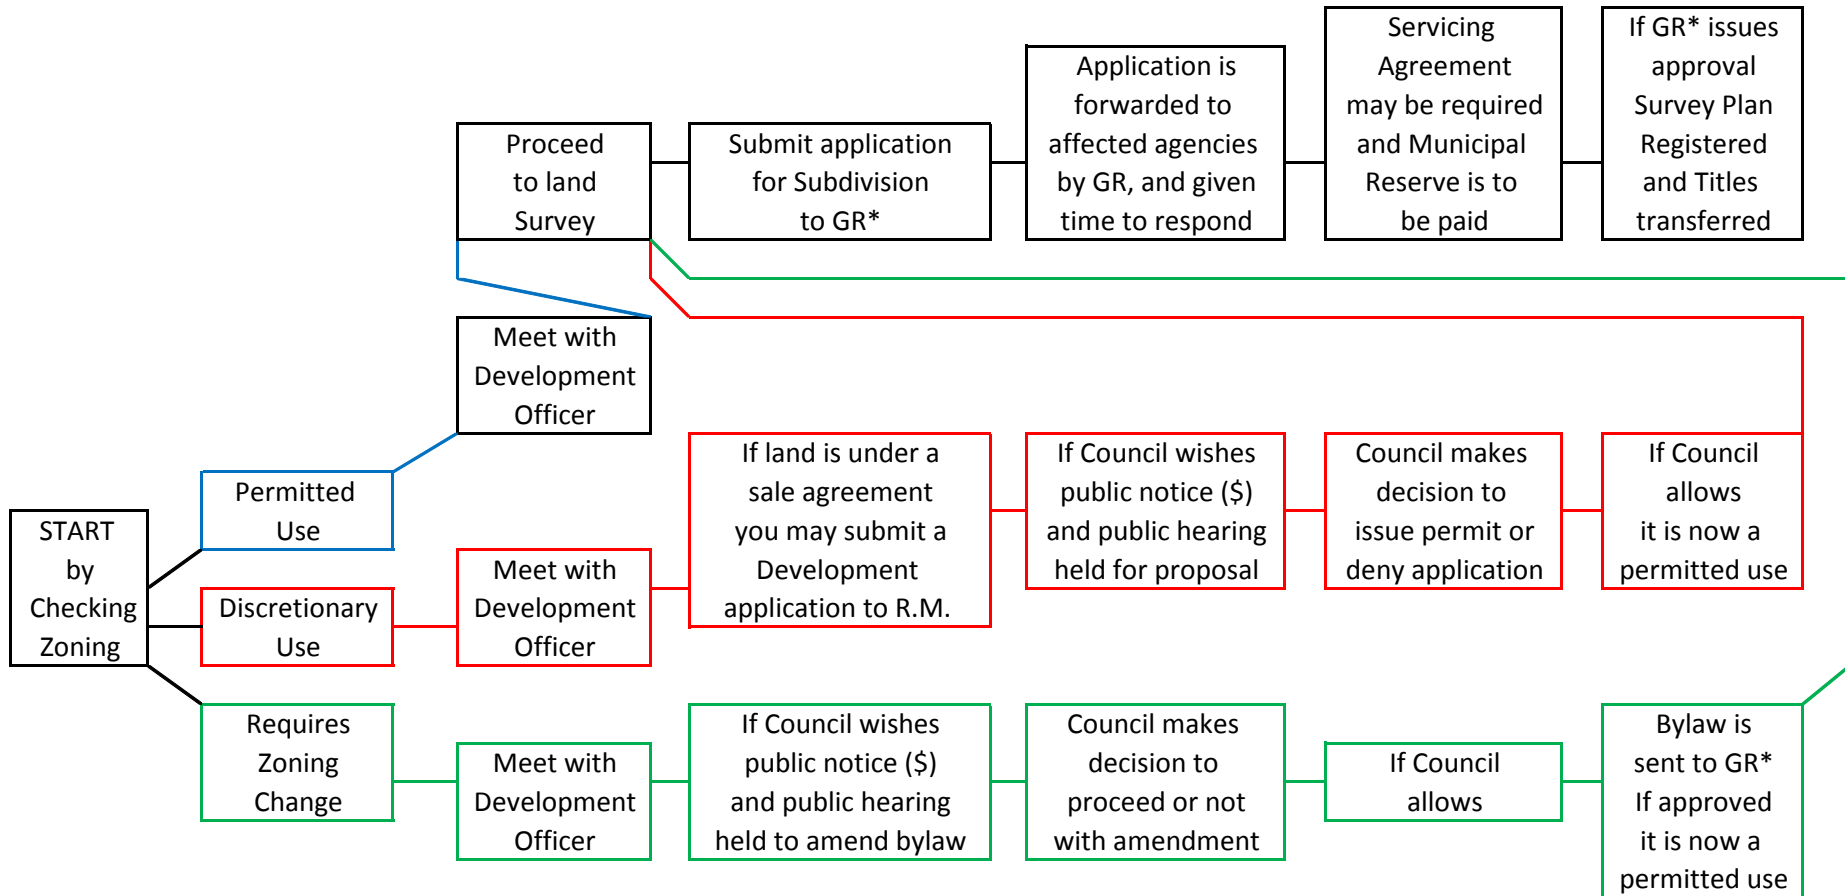 Proceed
to land
Survey
Submit application
for Subdivision
to GR*
Application is
forwarded to
affected agencies
by GR, and given
time to respond
Servicing
Agreement
may be required
and Municipal
Reserve is to
be paid
If GR* issues
approval
Survey Plan
Registered
and Titles
transferred
Meet with
Development
Officer
START
by
Checking
Zoning
Permitted
Use
Discretionary
Use
Meet with
Development
Officer
If land is under a
sale agreement
you may submit a
Development
application to R.M.
If Council wishes
public notice ($)
and public hearing
held for proposal
Council makes
decision to
issue permit or
deny application
If Council
allows
it is now a
permitted use
Requires
Zoning
Change
Meet with
Development
Officer
If Council wishes
public notice ($)
and public hearing
held to amend bylaw
Council makes
decision to
proceed or not
with amendment
If Council
allows
Bylaw is
sent to GR*
If approved
it is now a
permitted use